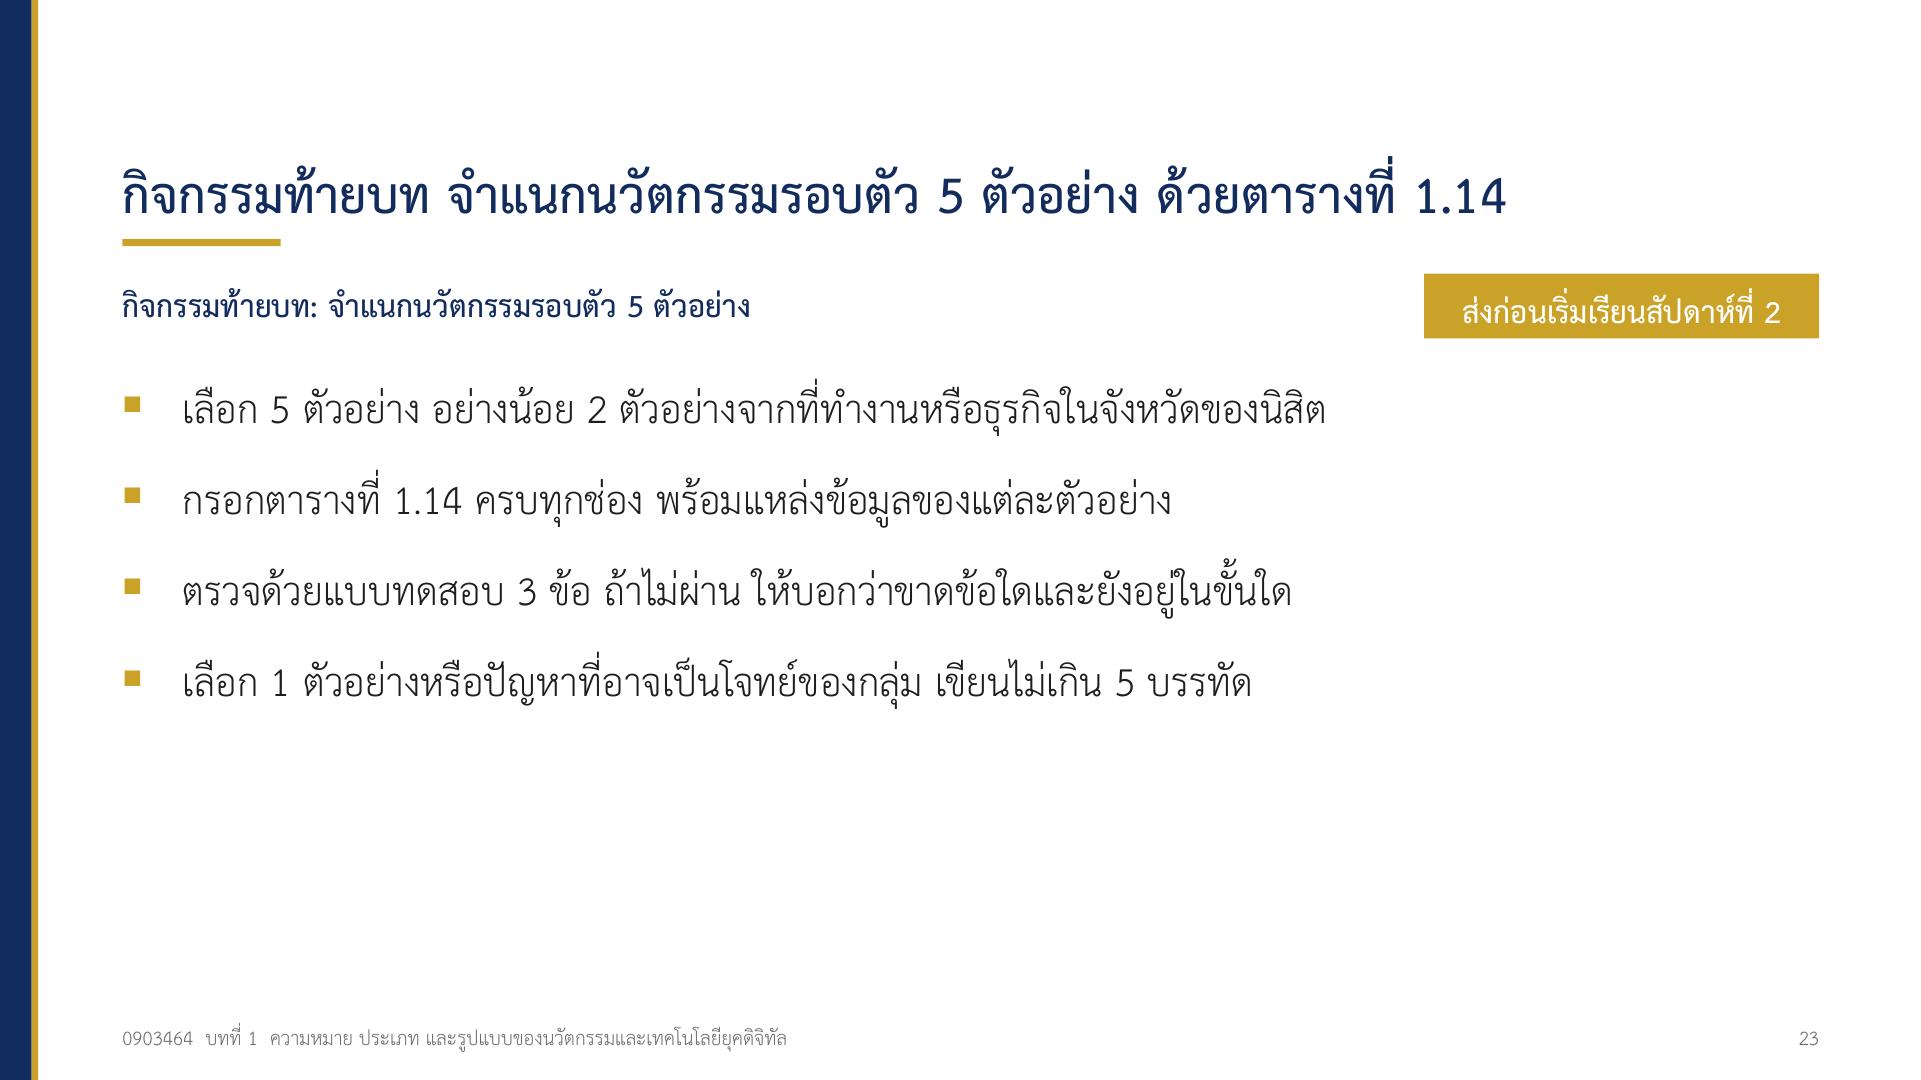 กิจกรรมท้ายบท จำแนกนวัตกรรมรอบตัว 5 ตัวอย่าง ด้วยตารางที่ 1.14
กิจกรรมท้ายบท: จำแนกนวัตกรรมรอบตัว 5 ตัวอย่าง
ส่งก่อนเริ่มเรียนสัปดาห์ที่ 2
เลือก 5 ตัวอย่าง อย่างน้อย 2 ตัวอย่างจากที่ทำงานหรือธุรกิจในจังหวัดของนิสิต
กรอกตารางที่ 1.14 ครบทุกช่อง พร้อมแหล่งข้อมูลของแต่ละตัวอย่าง
ตรวจด้วยแบบทดสอบ 3 ข้อ ถ้าไม่ผ่าน ให้บอกว่าขาดข้อใดและยังอยู่ในขั้นใด
เลือก 1 ตัวอย่างหรือปัญหาที่อาจเป็นโจทย์ของกลุ่ม เขียนไม่เกิน 5 บรรทัด
0903464 บทที่ 1 ความหมาย ประเภท และรูปแบบของนวัตกรรมและเทคโนโลยียุคดิจิทัล
23